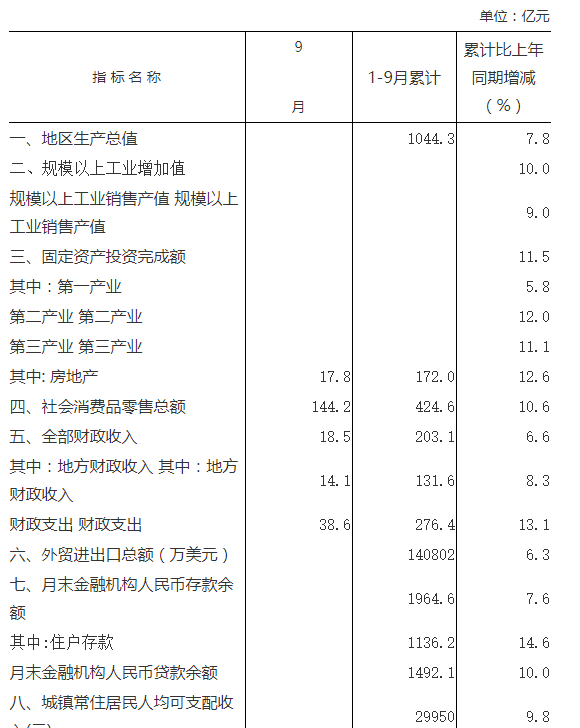 单位：亿元
指 标 名 称 9 月 1-9月累计 累计比上年同期增减（%）
一、地区生产总值 1044.3 7.8
二、规模以上工业增加值 10.0
规模以上工业销售产值 规模以上
工业销售产值 9.0
三、固定资产投资完成额 11.5
其中：第一产业 5.8
第二产业 第二产业 12.0
第三产业 第三产业 11.1
其中: 房地产 17.8 172.0 12.6
四、社会消费品零售总额 144.2 424.6 10.6
五、全部财政收入 18.5 203.1 6.6
其中：地方财政收入 其中：地方
财政收入 14.1 131.6 8.3
财政支出 财政支出 38.6 276.4 13.1
六、外贸进出口总额（万美元） 140802 6.3
七、月末金融机构人民币存款余
额 1964.6 7.6
其中:住户存款 1136.2 14.6
月末金融机构人民币贷款余额 1492.1 10.0
八、城镇常住居民人均可支配收
29950 9.8